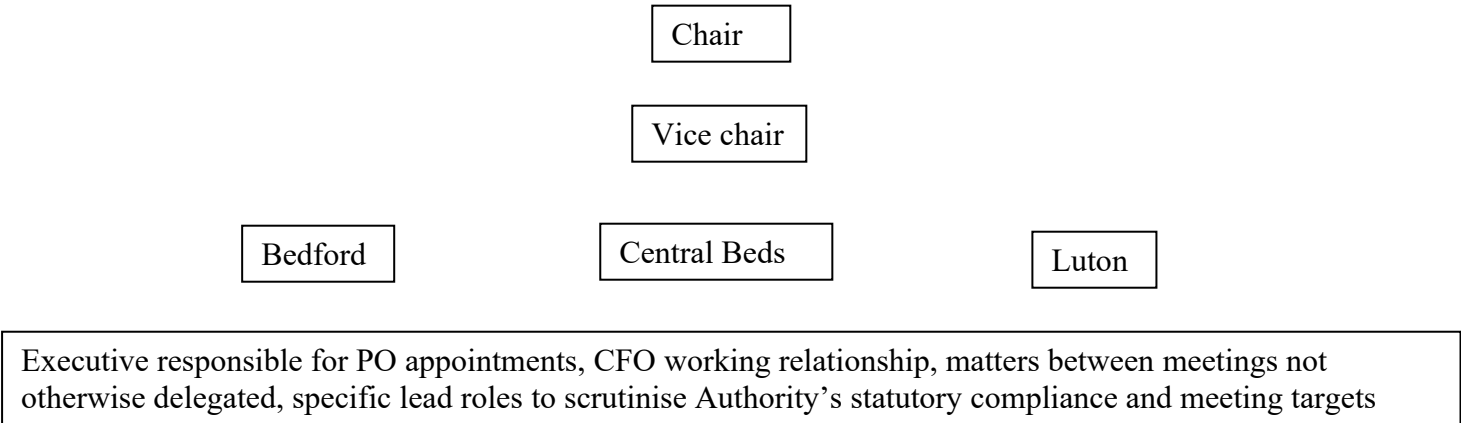 Chair
Vice chair
Bedford
Central Beds
Luton
Executive responsible for PO appointments, CFO working relationship, matters between meetings not
otherwise delegated, specific lead roles to scrutinise Authority’s statutory compliance and meeting targets